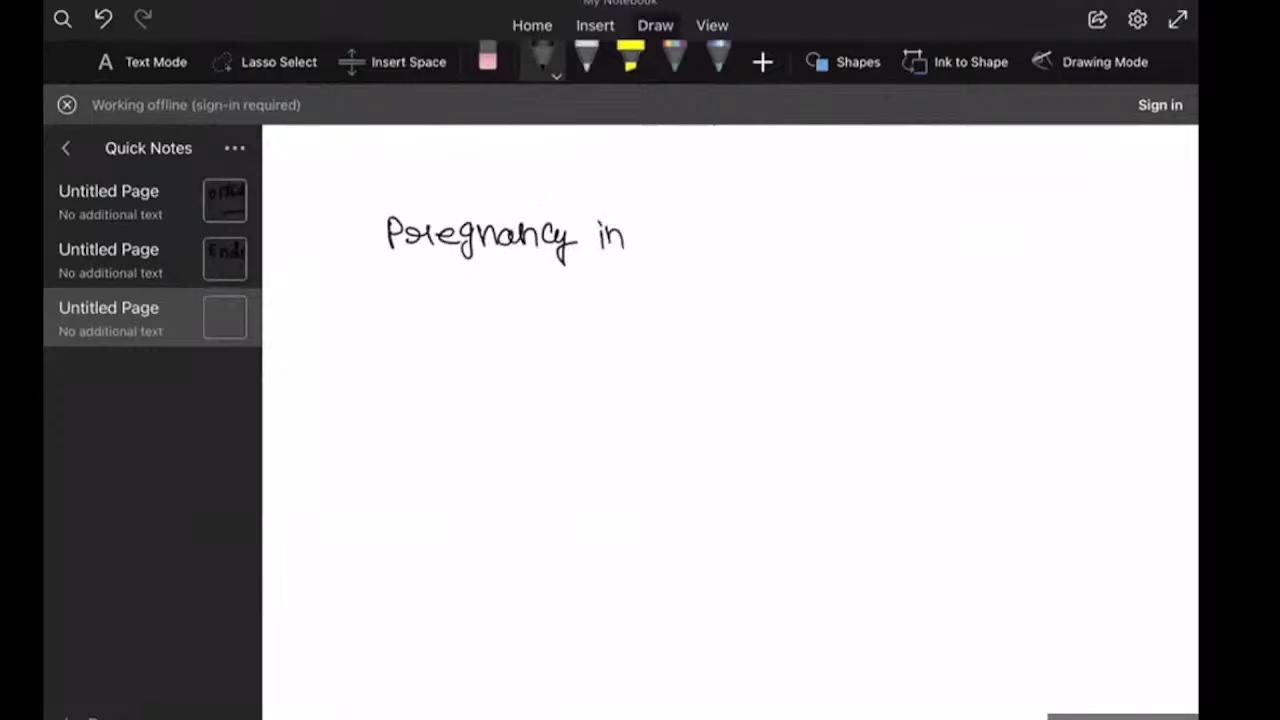 My Notebook
Home Insert Draw View
Text Mode Lasso Select Insert Space Shapes Ink to Shape Drawing Mode
Working offline (sign-in required) Sign in
Quick Notes
Untitled Page
No additional text
Untitled Page
No additional text
Untitled Page
No additional text
Pregnancy in